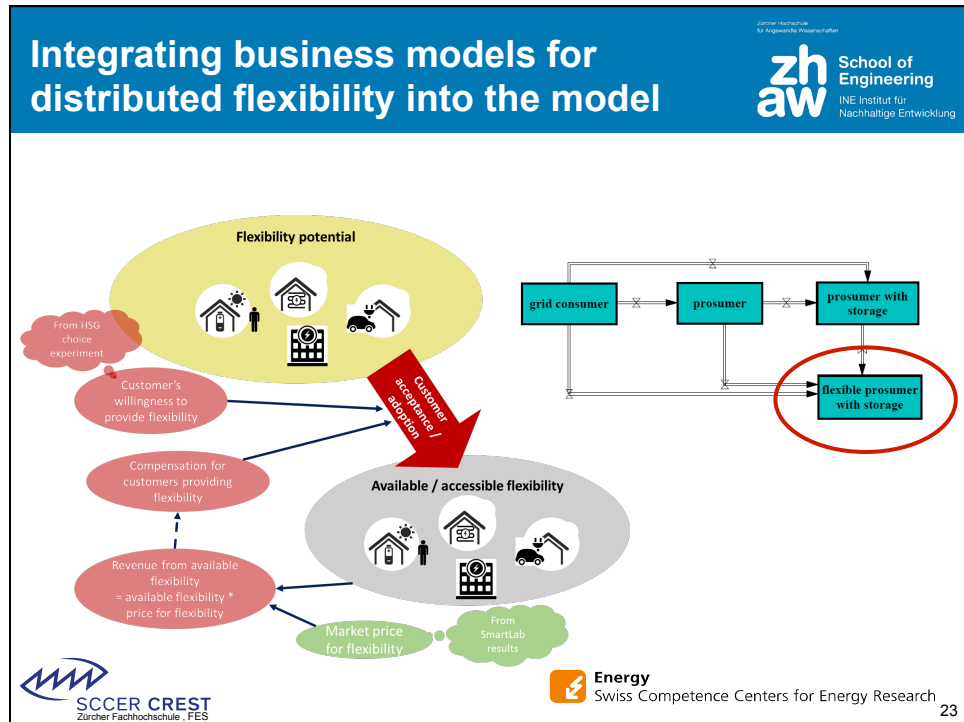 Integrating business models for
distributed flexibility into the model
Zürcher Hochschule
für Angewandte Wissenschaften
zh
aw
School of
Engineering
INE Institut für
Nachhaltige Entwicklung
Flexibility potential
From HSG
choice
experiment
Customer's
willingness to
provide flexibility
Customer
acceptance /
adoption
Compensation for
customers providing
flexibility
Available / accessible flexibility
Revenue from available
flexibility
= available flexibility *
price for flexibility
Market price
for flexibility
From
SmartLab
results
grid consumer
prosumer
prosumer with
storage
flexible prosumer
with storage
SCCER CREST
Zürcher Fachhochschule , FES
Energy
Swiss Competence Centers for Energy Research
23